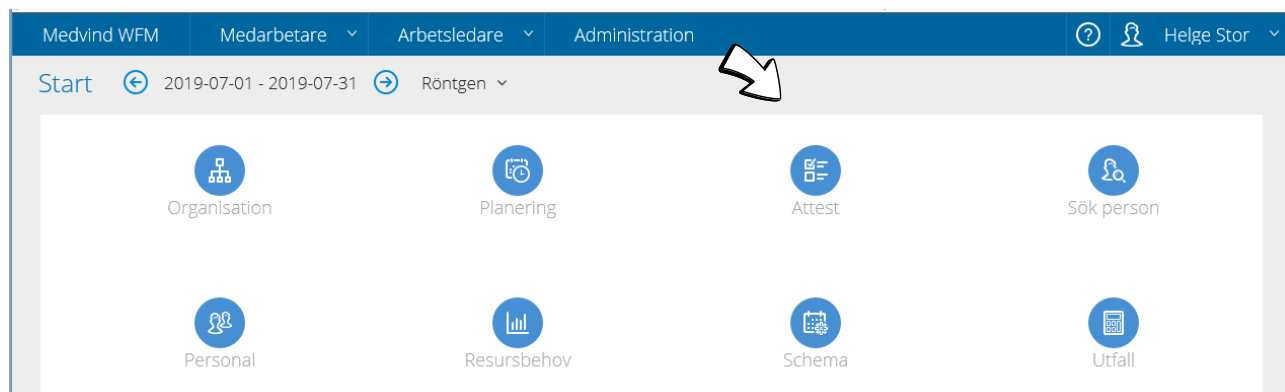 Medvind WFM Medarbetare Arbetsledare Administration ? Helge Stor
Start 2019-07-01 - 2019-07-31 Röntgen
Organisation Planering Attest Sök person
Personal Resursbehov Schema Utfall